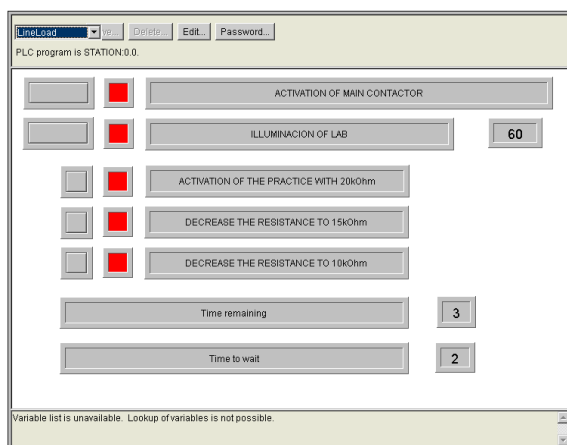 LineLoad Delete... Edit... Password...
PLC program is STATION:0.0.
ACTIVATION OF MAIN CONTACTOR
ILLUMINACION OF LAB 60
ACTIVATION OF THE PRACTICE WITH 20kOhm
DECREASE THE RESISTANCE TO 15kOhm
DECREASE THE RESISTANCE TO 10kOhm
Time remaining 3
Time to wait 2
Variable list is unavailable. Lookup of variables is not possible.